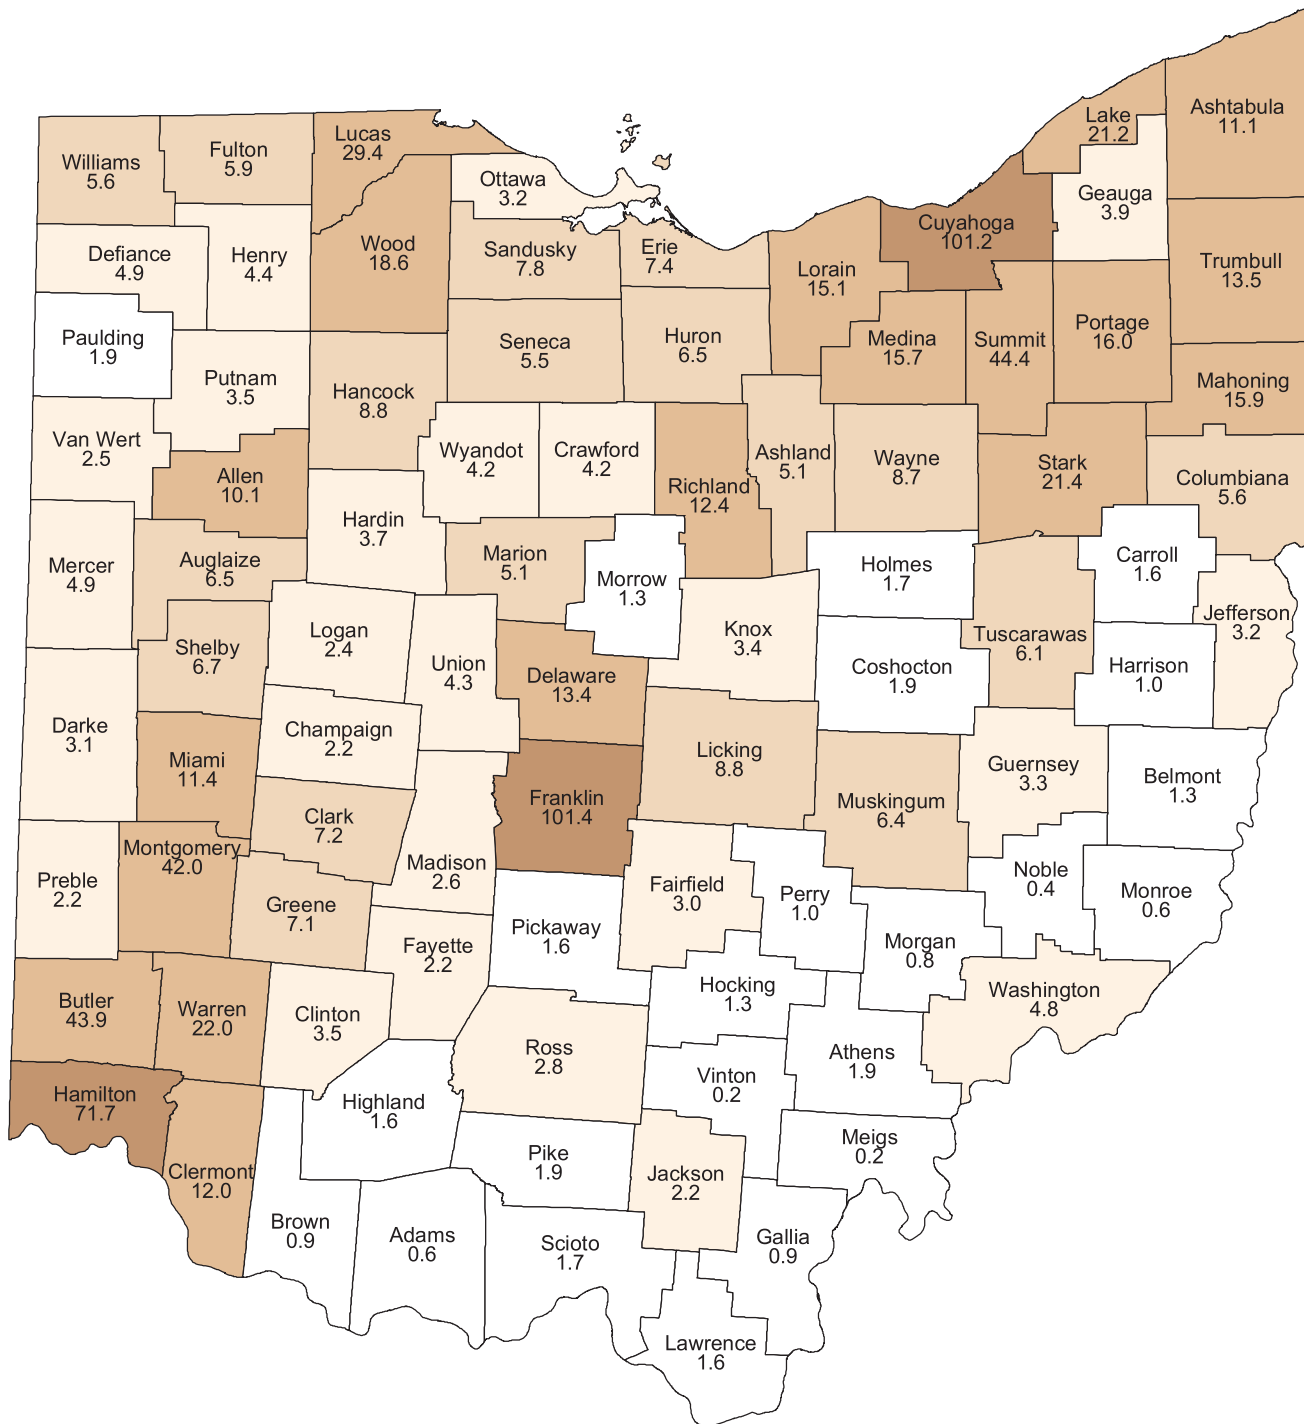 Ashtabula
11.1
Lake
21.2
Lucas
29.4
Fulton
5.9
Williams
5.6
Ottawa
3.2
Geauga
3.9
Cuyahoga
101.2
Wood
18.6
Sandusky
7.8
Erie
7.4
Defiance
4.9
Henry
4.4
Lorain
15.1
Trumbull
13.5
Paulding
1.9
Seneca
5.5
Huron
6.5
Medina
15.7
Summit
44.4
Portage
16.0
Putnam
3.5
Hancock
8.8
Mahoning
15.9
Van Wert
2.5
Allen
10.1
Wyandot
4.2
Crawford
4.2
Richland
12.4
Ashland
5.1
Wayne
8.7
Stark
21.4
Columbiana
5.6
Hardin
3.7
Mercer
4.9
Auglaize
6.5
Marion
5.1
Morrow
1.3
Holmes
1.7
Carroll
1.6
Jefferson
3.2
Shelby
6.7
Logan
2.4
Union
4.3
Knox
3.4
Tuscarawas
6.1
Delaware
13.4
Coshocton
1.9
Harrison
1.0
Darke
3.1
Champaign
2.2
Miami
11.4
Licking
8.8
Guernsey
3.3
Belmont
1.3
Franklin
101.4
Muskingum
6.4
Clark
7.2
Montgomery
42.0
Madison
2.6
Preble
2.2
Greene
7.1
Fairfield
3.0
Perry
1.0
Noble
0.4
Monroe
0.6
Pickaway
1.6
Fayette
2.2
Morgan
0.8
Hocking
1.3
Washington
4.8
Butler
43.9
Warren
22.0
Clinton
3.5
Ross
2.8
Athens
1.9
Vinton
0.2
Hamilton
71.7
Highland
1.6
Pike
1.9
Meigs
0.2
Clermont
12.0
Jackson
2.2
Brown
0.9
Adams
0.6
Scioto
1.7
Gallia
0.9
Lawrence
1.6